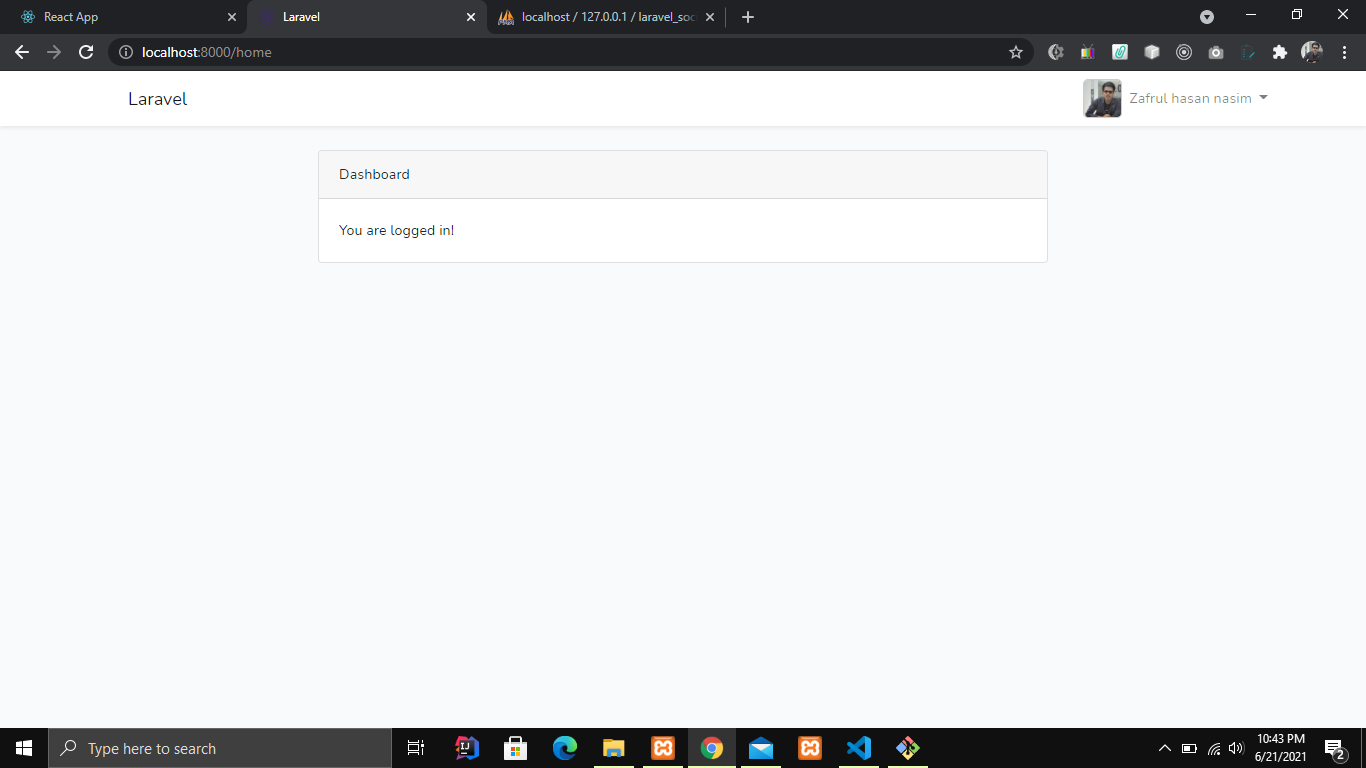 React App
Laravel
localhost / 127.0.0.1 / laravel_soc
localhost:8000/home
Laravel
Zafrul hasan nasim
Dashboard
You are logged in!
Type here to search
10:43 PM
6/21/2021
2